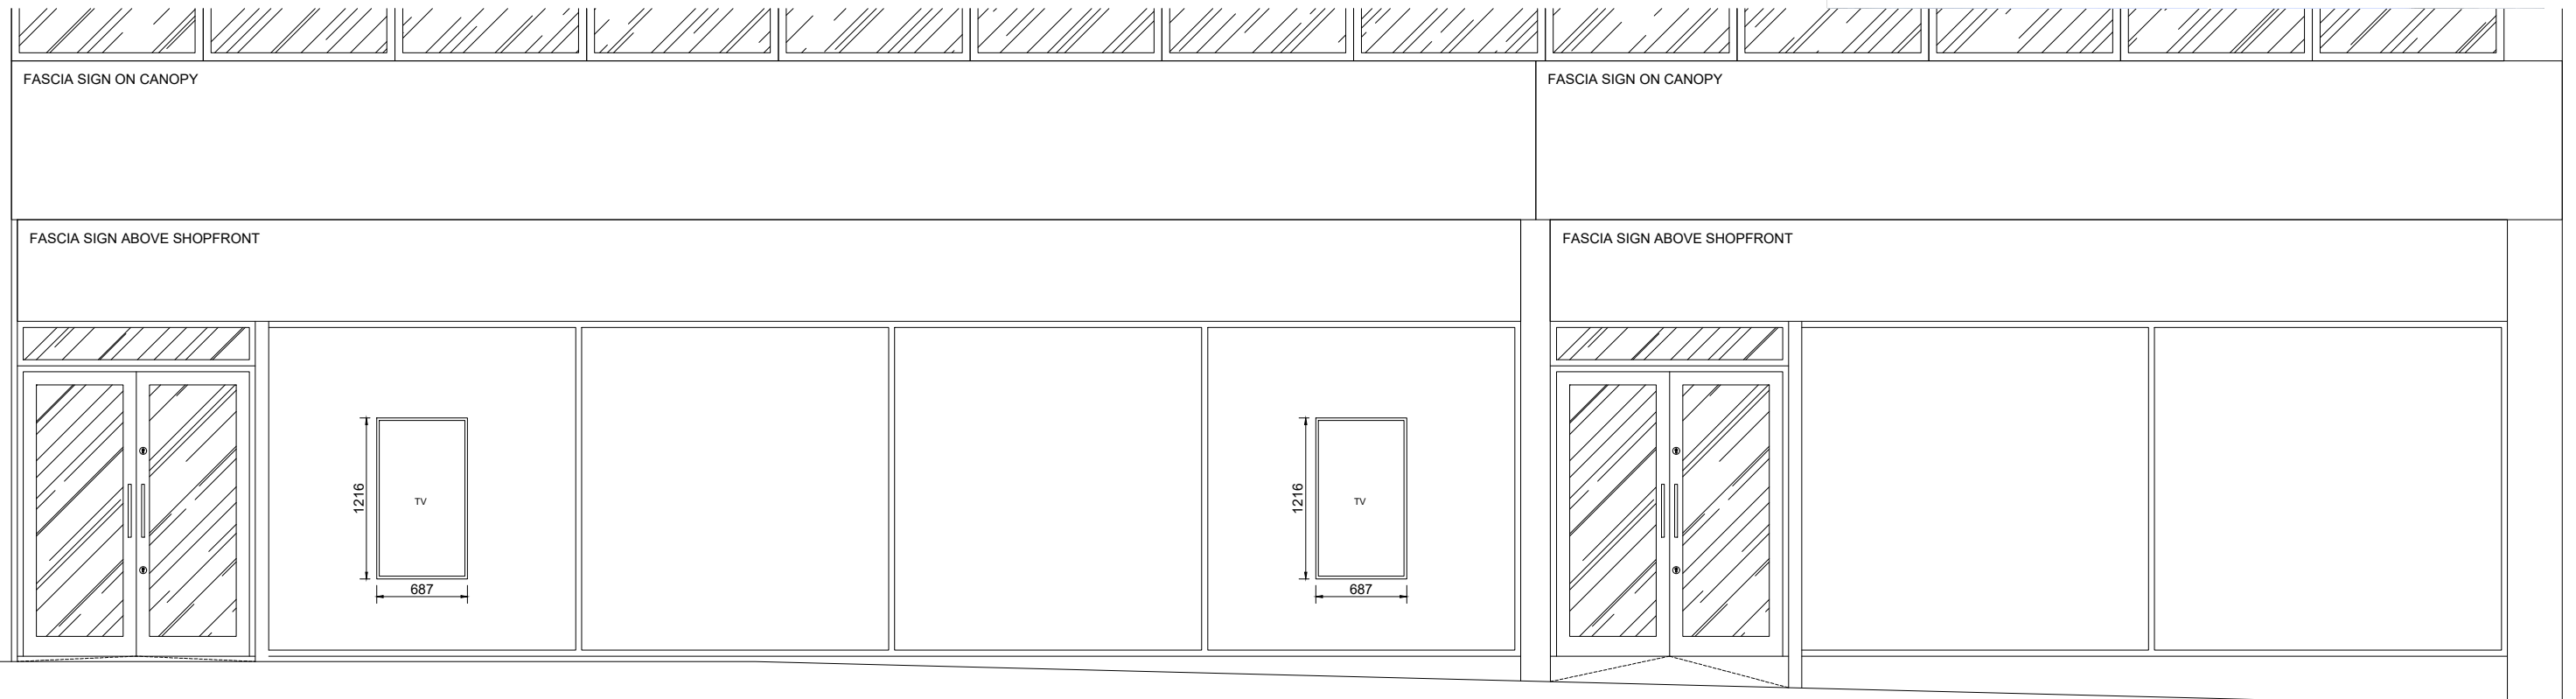 FASCIA SIGN ON CANOPY
FASCIA SIGN ON CANOPY
FASCIA SIGN ABOVE SHOPFRONT
FASCIA SIGN ABOVE SHOPFRONT
1216
TV
687
1216
TV
687